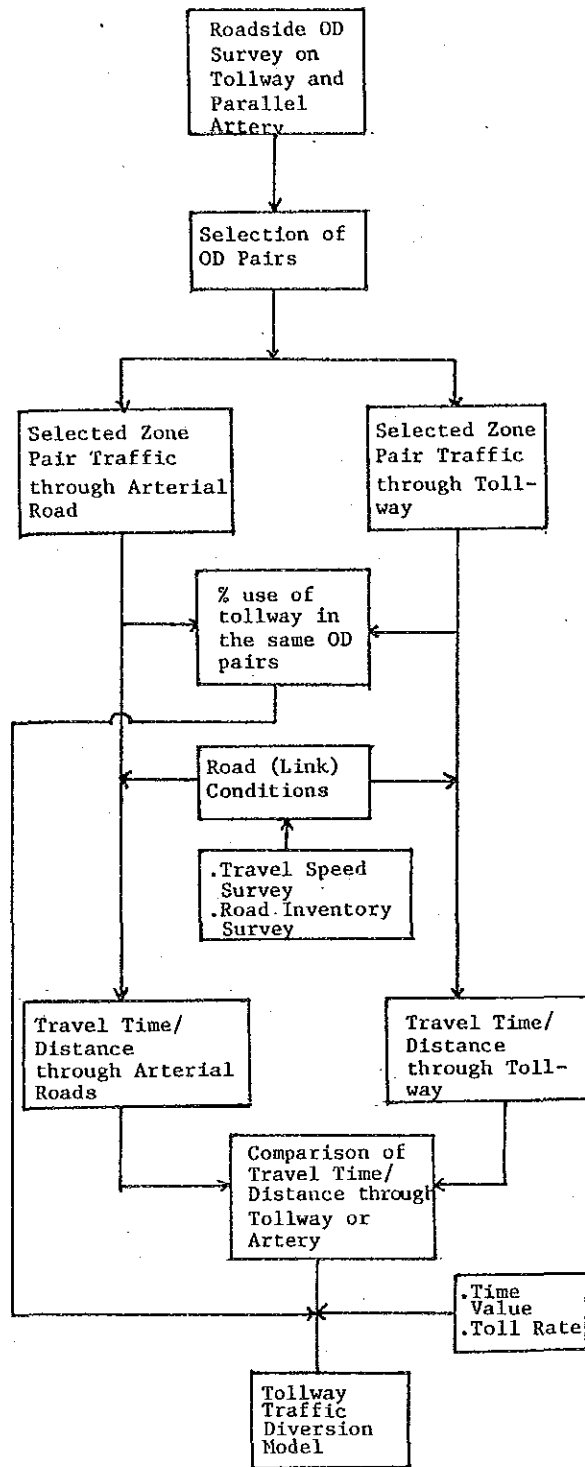 Roadside OD
Survey on
Tollway and
Parallel
Artery
Selection of
OD Pairs
Selected Zone
Pair Traffic
through Arterial
Road
Selected Zone
Pair Traffic
through Toll-
way
% use of
tollway in
the same OD
pairs
Road (Link)
Conditions
.Travel Speed
Survey
.Road Inventory
Survey
Travel Time/
Distance
through Arterial
Roads
Travel Time/
Distance
through Toll-
way
Comparison of
Travel Time/
Distance through
Tollway or
Artery
.Time
Value
.Toll Rate
Tollway
Traffic
Diversion
Model